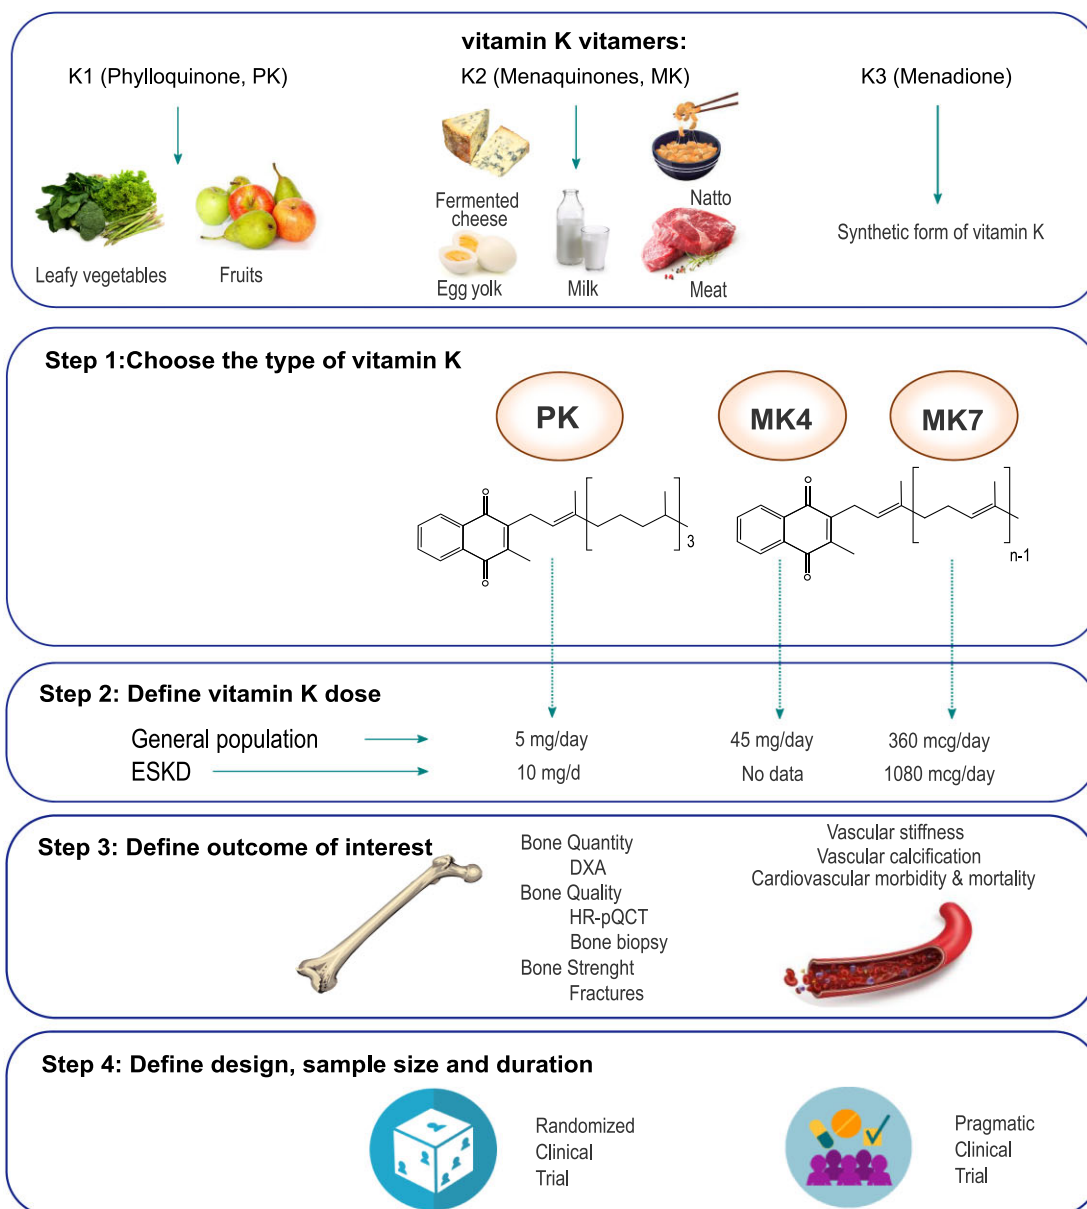 vitamin K vitamers:
K1 (Phylloquinone, PK)
K2 (Menaquinones, MK)
K3 (Menadione)
Leafy vegetables
Fruits
Fermented
cheese
Natto
Egg yolk
Milk
Meat
Synthetic form of vitamin K
Step 1:Choose the type of vitamin K
PK
MK4
MK7
O
O
3
O
O
n-1
Step 2: Define vitamin K dose
General population
5 mg/day
45 mg/day
360 mcg/day
ESKD
10 mg/d
No data
1080 mcg/day
Step 3: Define outcome of interest
Bone Quantity
DXA
Bone Quality
HR-pQCT
Bone biopsy
Bone Strenght
Fractures
Vascular stiffness
Vascular calcification
Cardiovascular morbidity & mortality
Step 4: Define design, sample size and duration
Randomized
Clinical
Trial
Pragmatic
Clinical
Trial